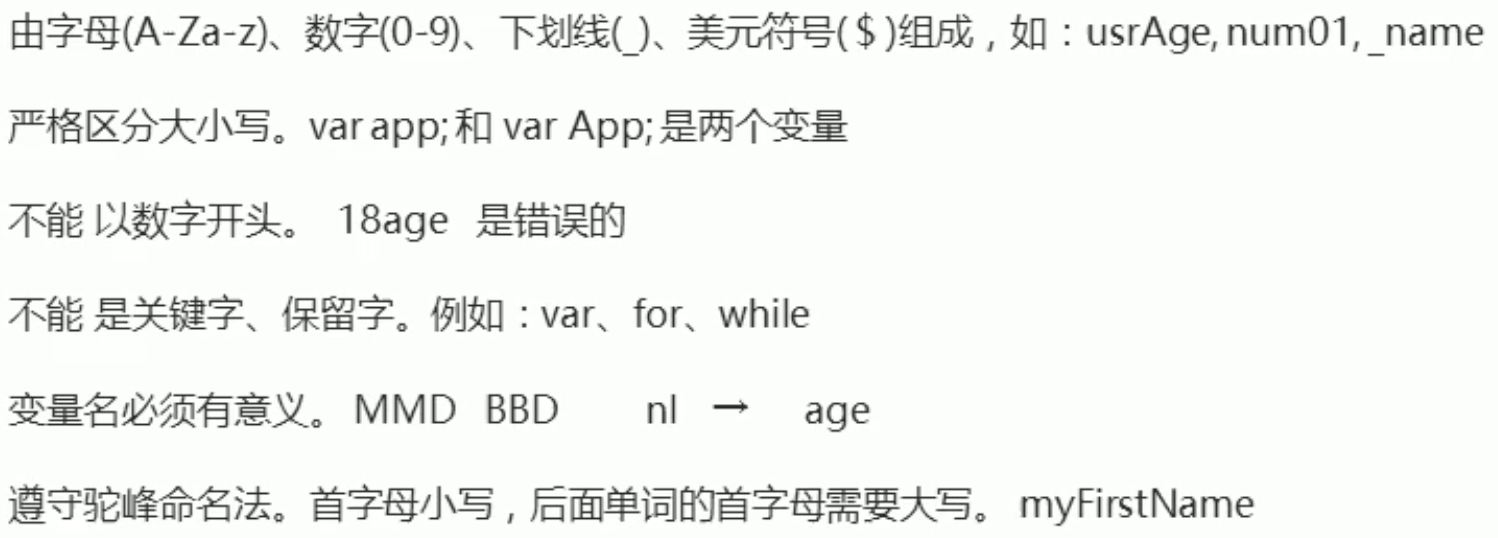 由字母(A-Za-z)、数字(0-9)、下划线(_)、美元符号( $ )组成，如：usrAge, num01, _name
严格区分大小写。var app; 和 var App; 是两个变量
不能 以数字开头。 18age 是错误的
不能 是关键字、保留字。例如：var、for、while
变量名必须有意义。 MMD BBD nl → age
遵守驼峰命名法。首字母小写，后面单词的首字母需要大写。 myFirstName